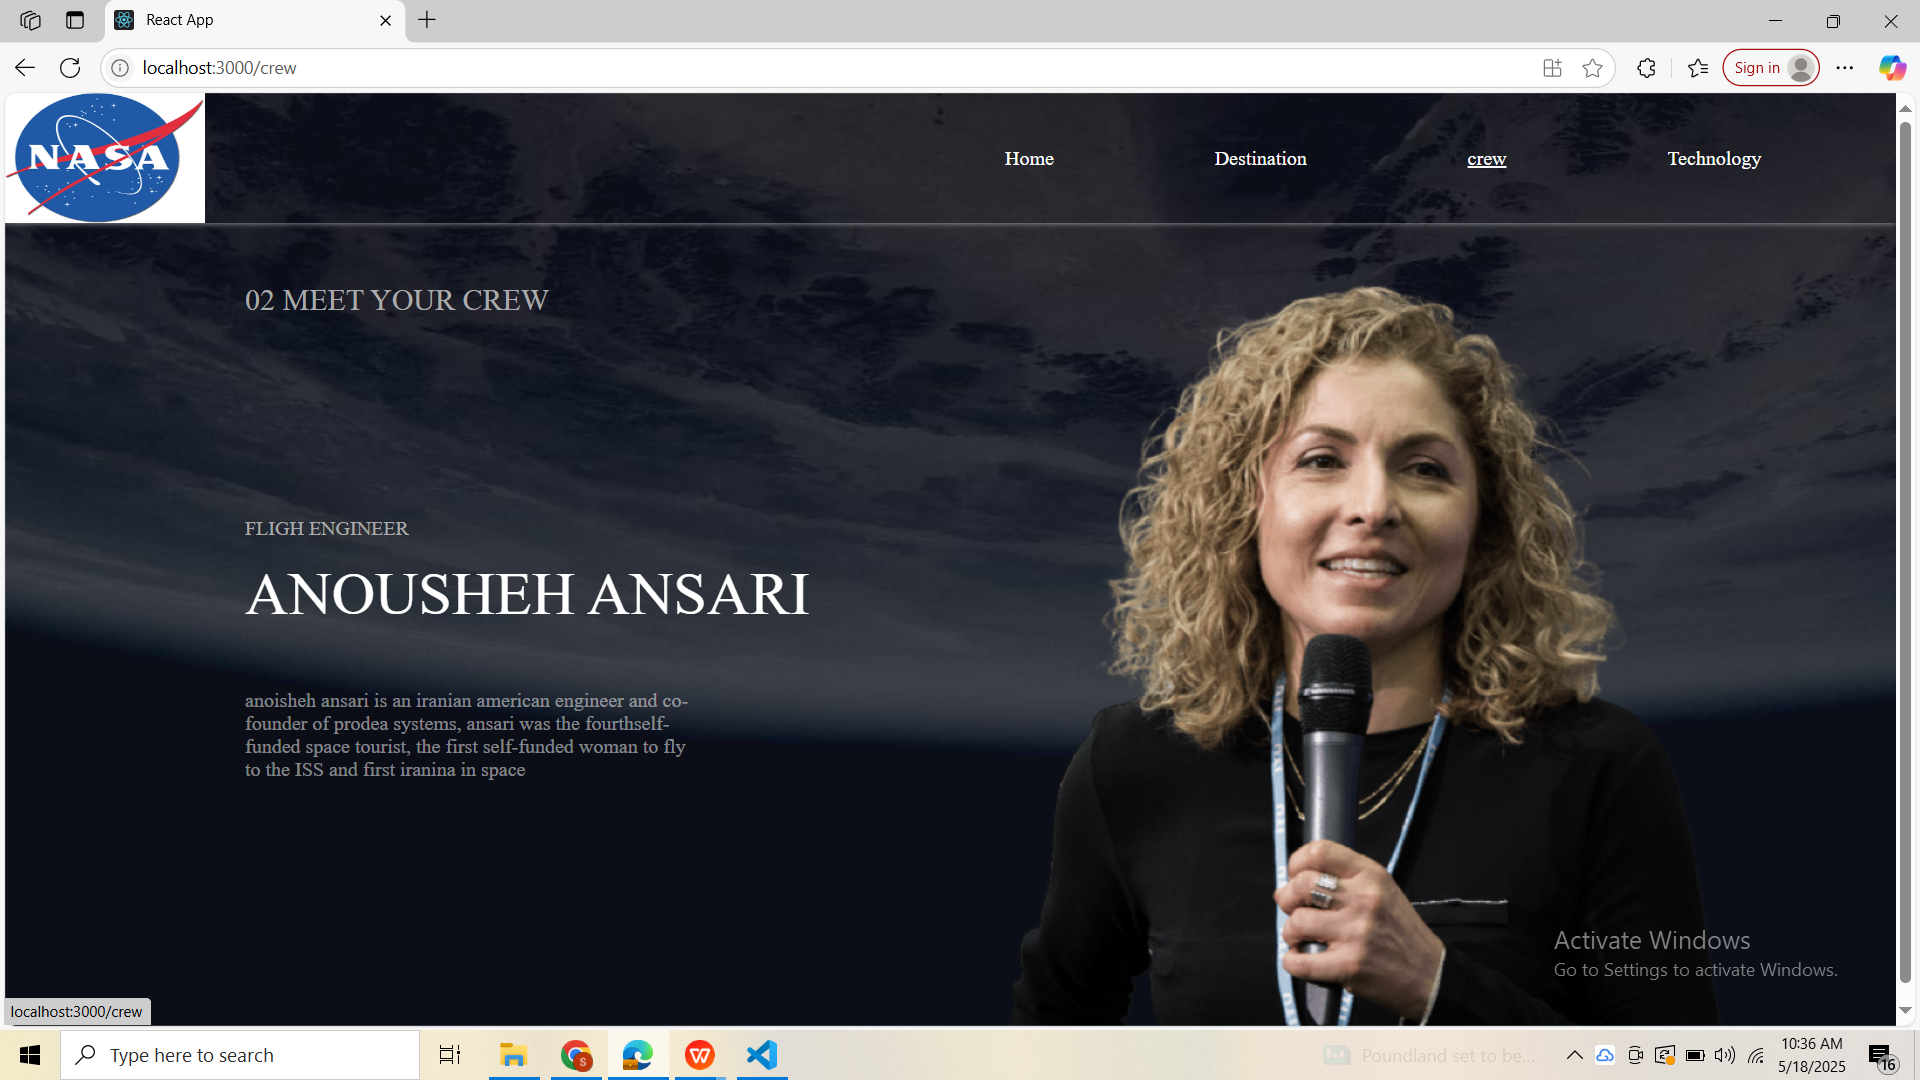 React App
localhost:3000/crew
Sign in
NASA
Home
Destination
crew
Technology
02 MEET YOUR CREW
FLIGH ENGINEER
ANOUSHEH ANSARI
anoisheh ansari is an iranian american engineer and co-
founder of prodea systems, ansari was the fourthself-
funded space tourist, the first self-funded woman to fly
to the ISS and first iranina in space
Activate Windows
Go to Settings to activate Windows.
localhost:3000/crew
Type here to search
S
W
Poundland set to be...
10:36 AM
5/18/2025
16